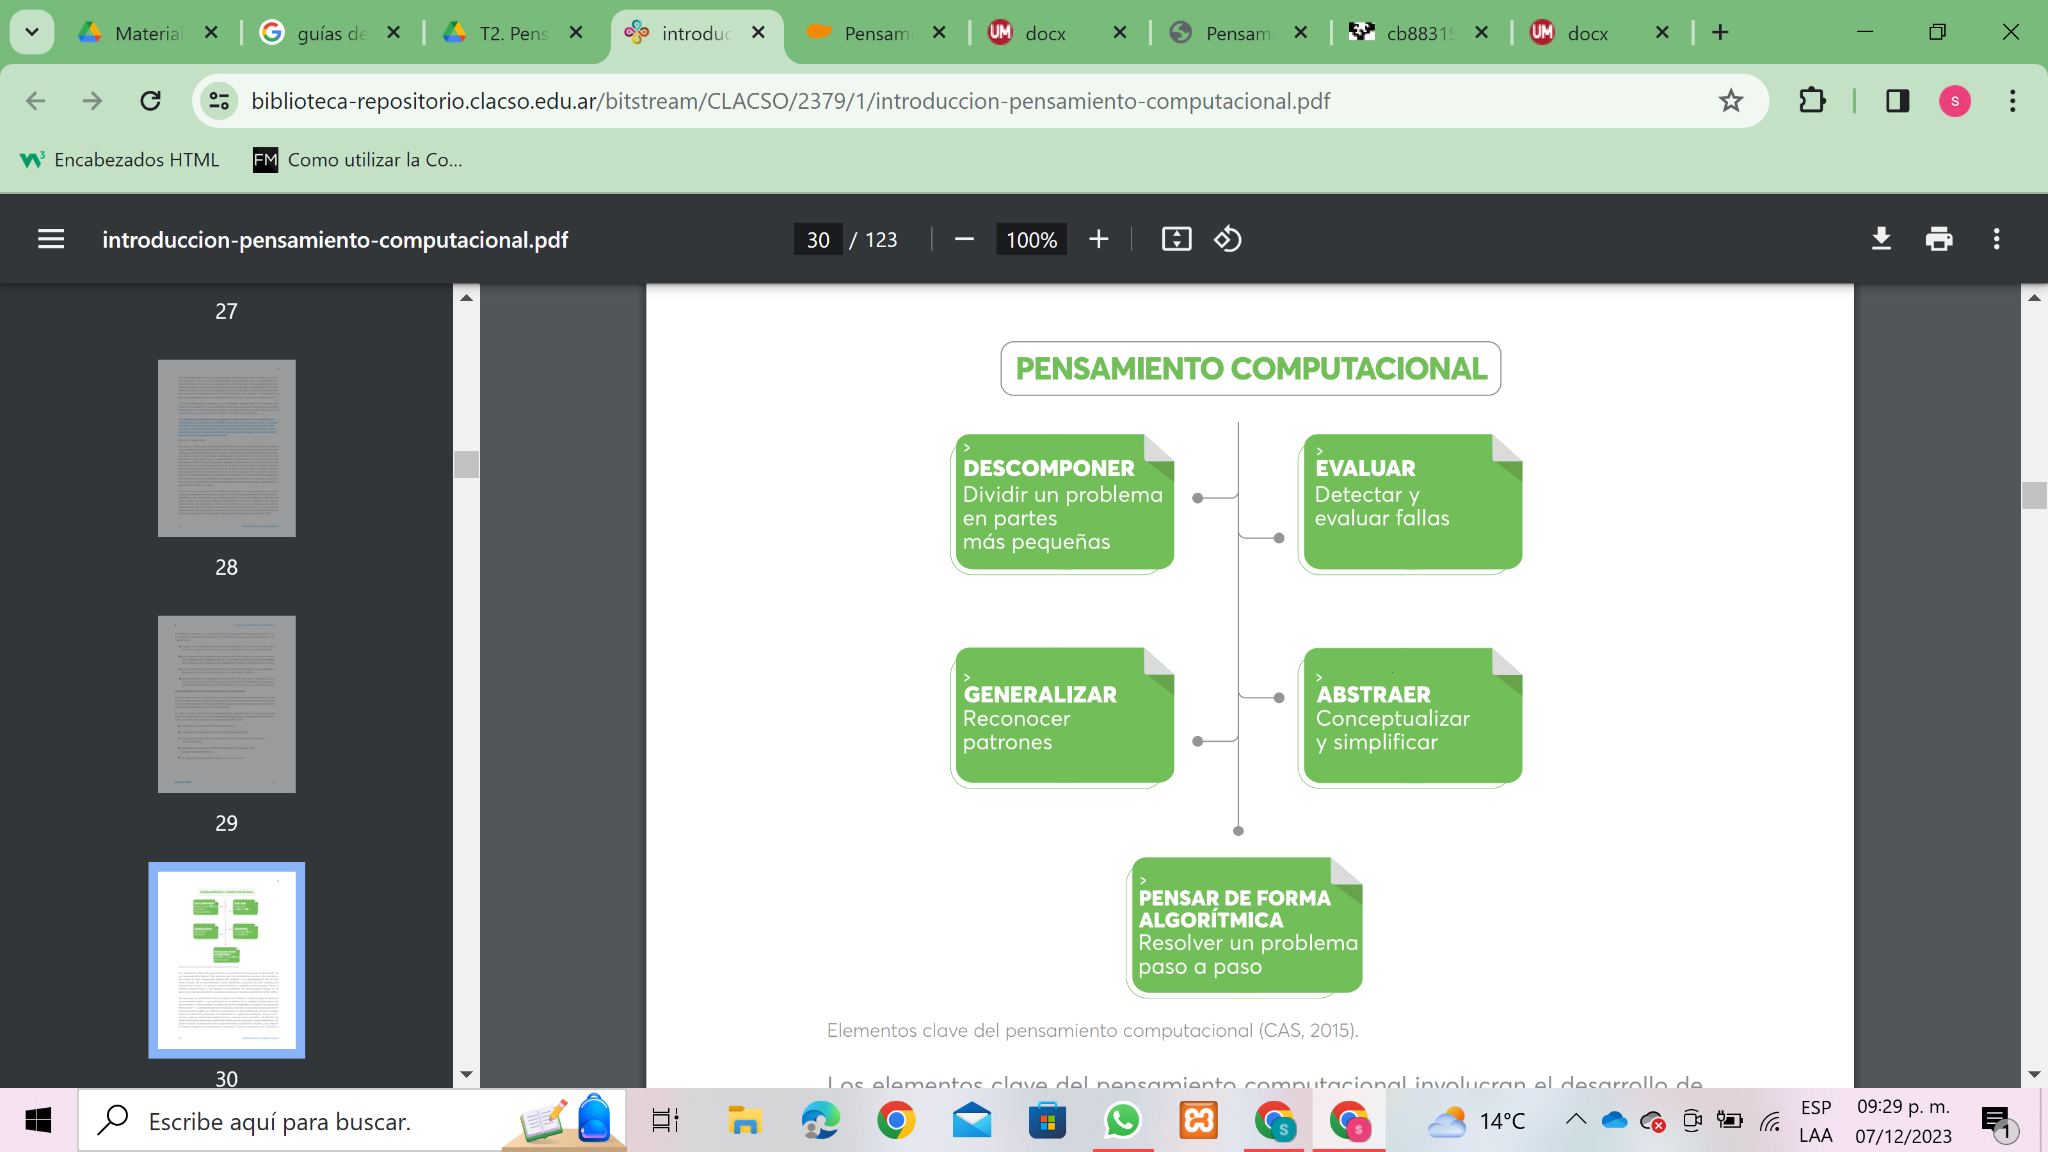 Material
guías de
T2. Pens
introduc
Pensami
docx
Pensam
cb88319
docx
biblioteca-repositorio.clacso.edu.ar/bitstream/CLACSO/2379/1/introduccion-pensamiento-computacional.pdf
S
W3 Encabezados HTML
FM Como utilizar la Co...
introduccion-pensamiento-computacional.pdf
30 / 123
100%
27
28
29
30
PENSAMIENTO COMPUTACIONAL
>
DESCOMPONER
Dividir un problema
en partes
más pequeñas
>
EVALUAR
Detectar y
evaluar fallas
>
GENERALIZAR
Reconocer
patrones
>
ABSTRAER
Conceptualizar
y simplificar
>
PENSAR DE FORMA
ALGORÍTMICA
Resolver un problema
paso a paso
Elementos clave del pensamiento computacional (CAS, 2015).
Los elementos clave del pensamiento computacional involucran el desarrollo de
Escribe aquí para buscar.
14°C
ESP
LAA
09:29 p. m.
07/12/2023
1